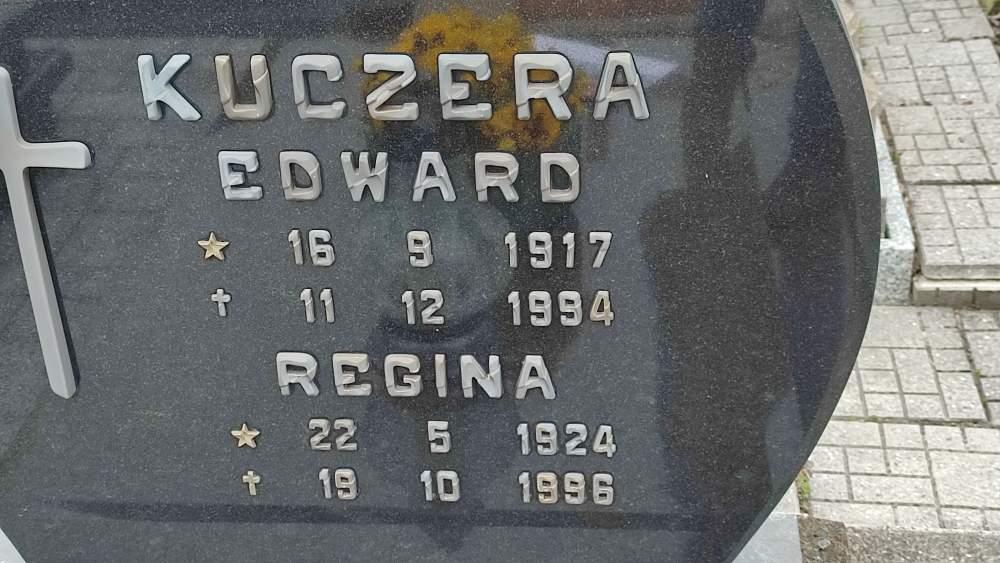 KUCZERA
EDWARD
16 9 1917
11 12 1994
REGINA
22 5 1924
19 10 1996